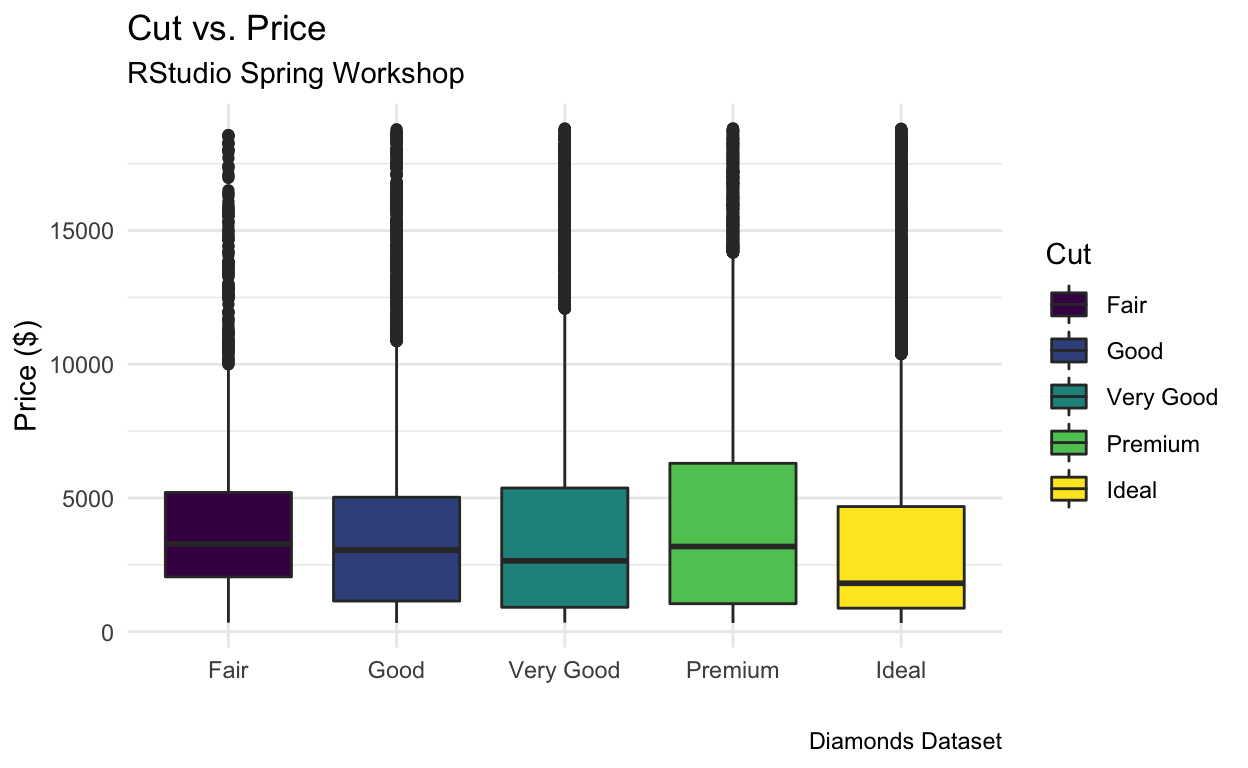 Cut vs. Price
RStudio Spring Workshop
Price ($)
15000
10000
5000
0
Fair
Good
Very Good
Premium
Ideal
Cut
Fair
Good
Very Good
Premium
Ideal
Diamonds Dataset